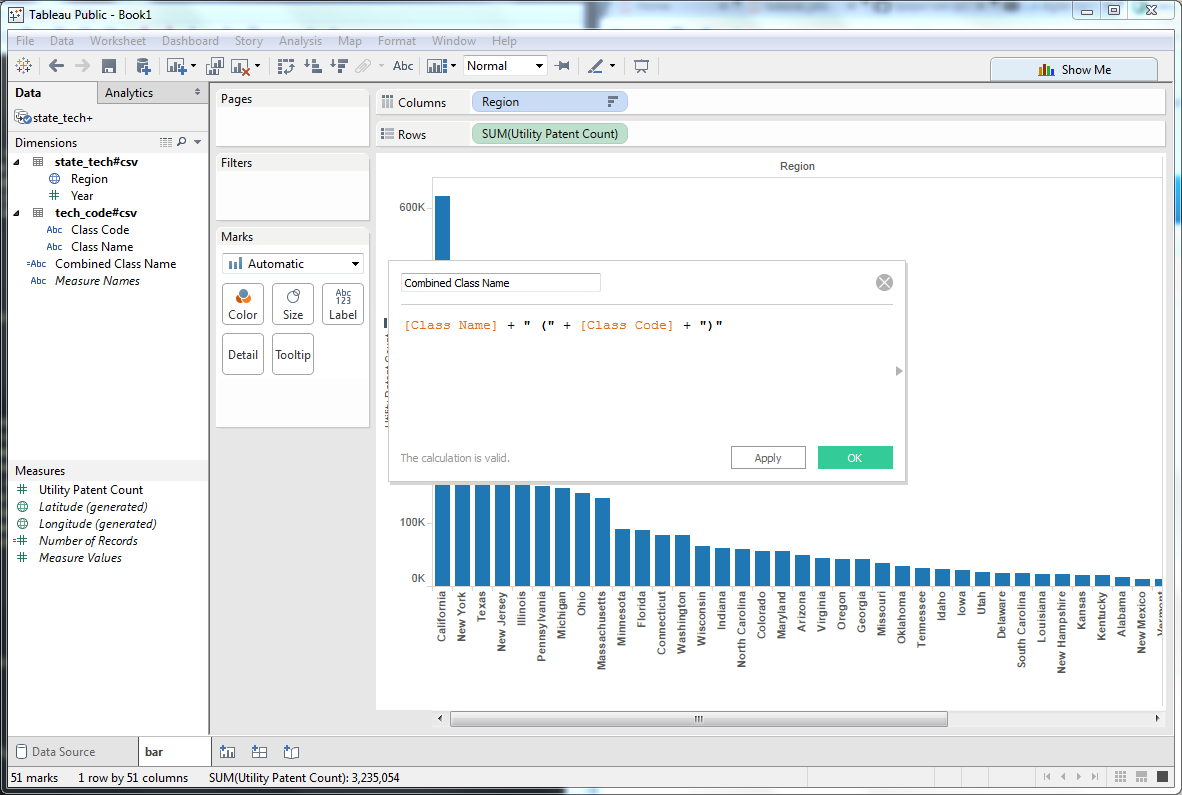 Tableau Public - Book1
File Data Worksheet Dashboard Story Analysis Map Format Window Help
Abc Normal Show Me
Data Analytics
state_tech+
Dimensions
state_tech#csv
Region
Year
tech_code#csv
Abc Class Code
Abc Class Name
=Abc Combined Class Name
Abc Measure Names
Measures
Utility Patent Count
Latitude (generated)
Longitude (generated)
Number of Records
Measure Values
Pages
Filters
Marks
Automatic
Color Size Abc 123 Label
Detail Tooltip
Columns Region
Rows SUM(Utility Patent Count)
Region
600K
Combined Class Name
[Class Name] + " (" + [Class Code] + ")"
The calculation is valid. Apply OK
100K
0K
California
New York
Texas
New Jersey
Illinois
Pennsylvania
Michigan
Ohio
Massachusetts
Minnesota
Florida
Connecticut
Washington
Wisconsin
Indiana
North Carolina
Colorado
Maryland
Arizona
Virginia
Oregon
Georgia
Missouri
Oklahoma
Tennessee
Idaho
Iowa
Utah
Delaware
South Carolina
Louisiana
New Hampshire
Kansas
Kentucky
Alabama
New Mexico
Data Source bar
51 marks 1 row by 51 columns SUM(Utility Patent Count): 3,235,054